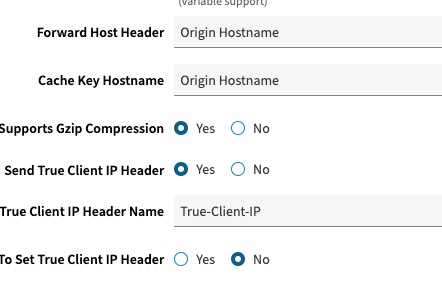 (variable support)
Forward Host Header Origin Hostname
Cache Key Hostname Origin Hostname
Supports Gzip Compression Yes No
Send True Client IP Header Yes No
True Client IP Header Name True-Client-IP
To Set True Client IP Header Yes No